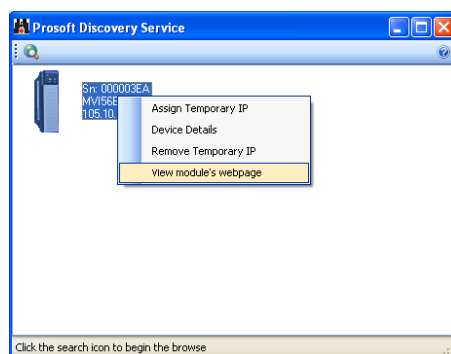 Prosoft Discovery Service
Sn: 000003EA
MVI56E
105.10.
Assign Temporary IP
Device Details
Remove Temporary IP
View module's webpage
Click the search icon to begin the browse